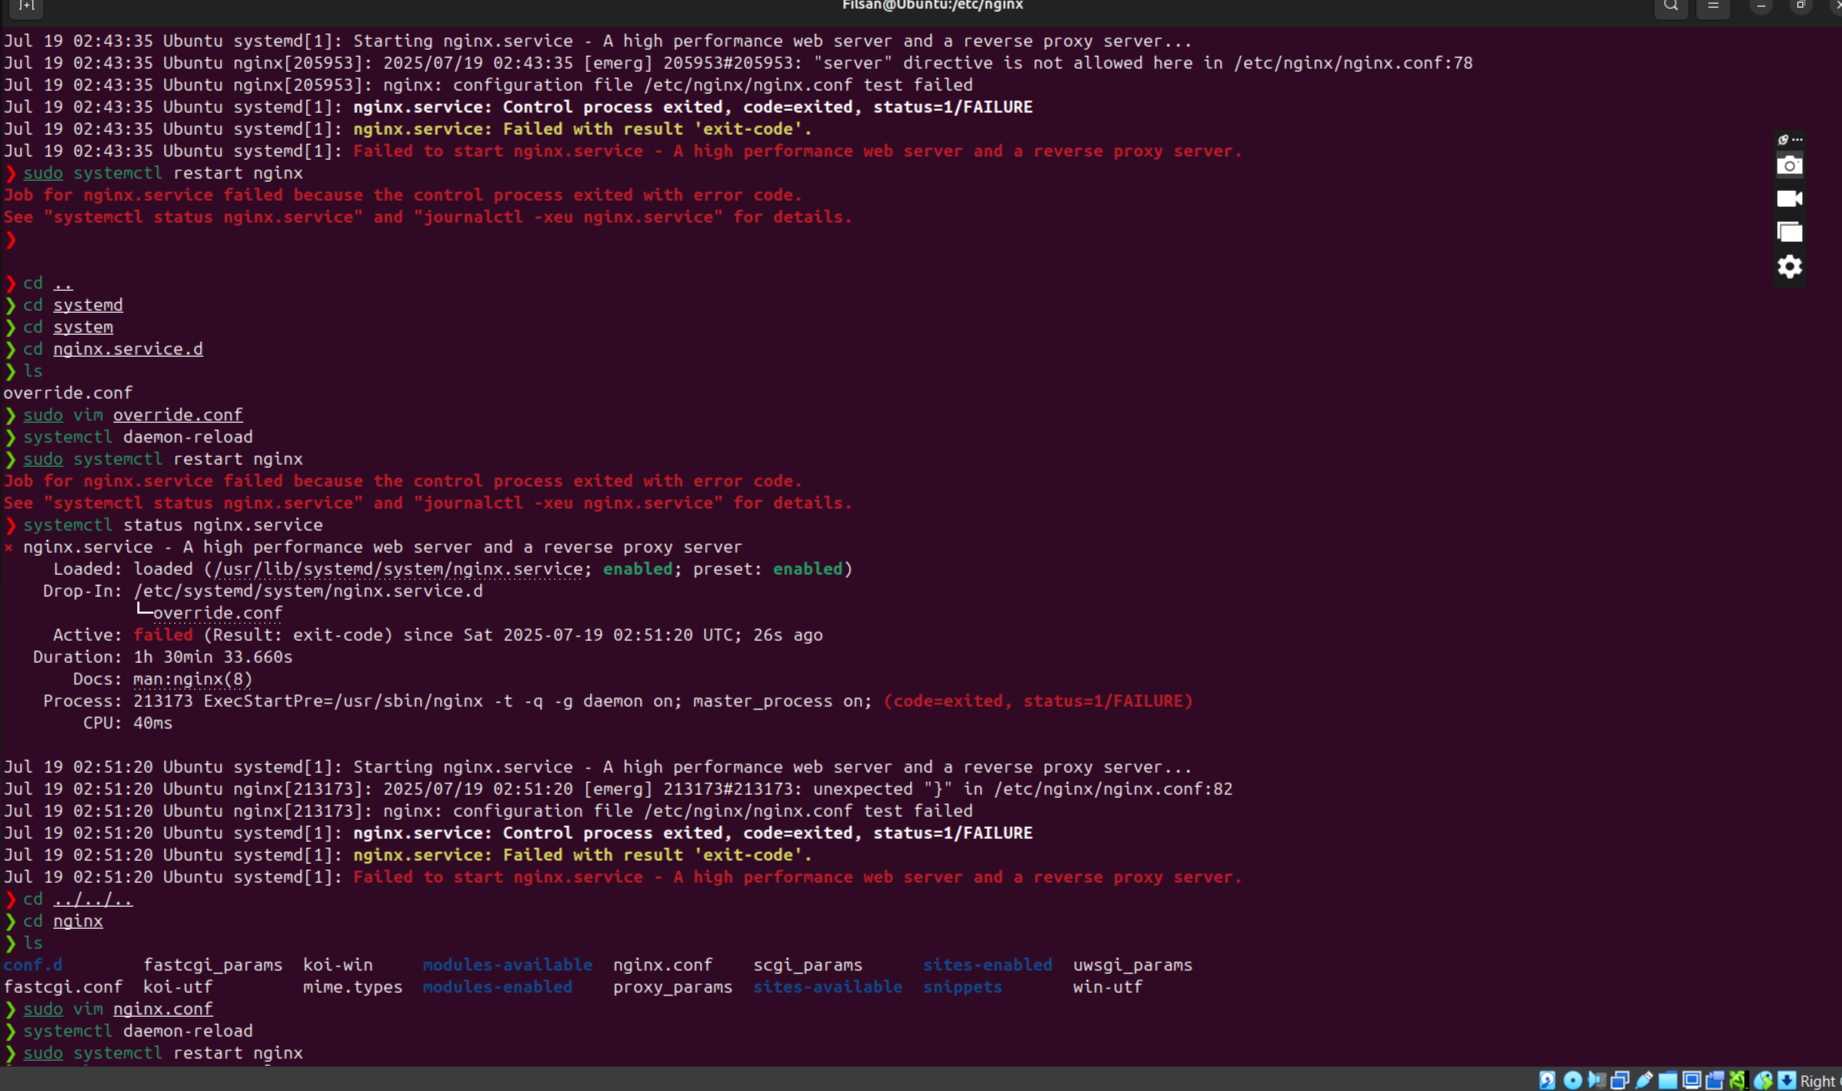 Filsan@Ubuntu:/etc/nginx
Jul 19 02:43:35 Ubuntu systemd[1]: Starting nginx.service - A high performance web server and a reverse proxy server...
Jul 19 02:43:35 Ubuntu nginx[205953]: 2025/07/19 02:43:35 [emerg] 205953#205953: "server" directive is not allowed here in /etc/nginx/nginx.conf:78
Jul 19 02:43:35 Ubuntu nginx[205953]: nginx: configuration file /etc/nginx/nginx.conf test failed
Jul 19 02:43:35 Ubuntu systemd[1]: nginx.service: Control process exited, code=exited, status=1/FAILURE
Jul 19 02:43:35 Ubuntu systemd[1]: nginx.service: Failed with result 'exit-code'.
Jul 19 02:43:35 Ubuntu systemd[1]: Failed to start nginx.service - A high performance web server and a reverse proxy server.
❯ sudo systemctl restart nginx
Job for nginx.service failed because the control process exited with error code.
See "systemctl status nginx.service" and "journalctl -xeu nginx.service" for details.
❯
❯ cd ..
❯ cd systemd
❯ cd system
❯ cd nginx.service.d
❯ ls
override.conf
❯ sudo vim override.conf
❯ systemctl daemon-reload
❯ sudo systemctl restart nginx
Job for nginx.service failed because the control process exited with error code.
See "systemctl status nginx.service" and "journalctl -xeu nginx.service" for details.
❯ systemctl status nginx.service
× nginx.service - A high performance web server and a reverse proxy server
Loaded: loaded (/usr/lib/systemd/system/nginx.service; enabled; preset: enabled)
Drop-In: /etc/systemd/system/nginx.service.d
└─override.conf
Active: failed (Result: exit-code) since Sat 2025-07-19 02:51:20 UTC; 26s ago
Duration: 1h 30min 33.660s
Docs: man:nginx(8)
Process: 213173 ExecStartPre=/usr/sbin/nginx -t -q -g daemon on; master_process on; (code=exited, status=1/FAILURE)
CPU: 40ms
Jul 19 02:51:20 Ubuntu systemd[1]: Starting nginx.service - A high performance web server and a reverse proxy server...
Jul 19 02:51:20 Ubuntu nginx[213173]: 2025/07/19 02:51:20 [emerg] 213173#213173: unexpected "}" in /etc/nginx/nginx.conf:82
Jul 19 02:51:20 Ubuntu nginx[213173]: nginx: configuration file /etc/nginx/nginx.conf test failed
Jul 19 02:51:20 Ubuntu systemd[1]: nginx.service: Control process exited, code=exited, status=1/FAILURE
Jul 19 02:51:20 Ubuntu systemd[1]: nginx.service: Failed with result 'exit-code'.
Jul 19 02:51:20 Ubuntu systemd[1]: Failed to start nginx.service - A high performance web server and a reverse proxy server.
❯ cd ../../..
❯ cd nginx
❯ ls
conf.d fastcgi_params koi-win modules-available nginx.conf scgi_params sites-enabled uwsgi_params
fastcgi.conf koi-utf mime.types modules-enabled proxy_params sites-available snippets win-utf
❯ sudo vim nginx.conf
❯ systemctl daemon-reload
❯ sudo systemctl restart nginx
Right